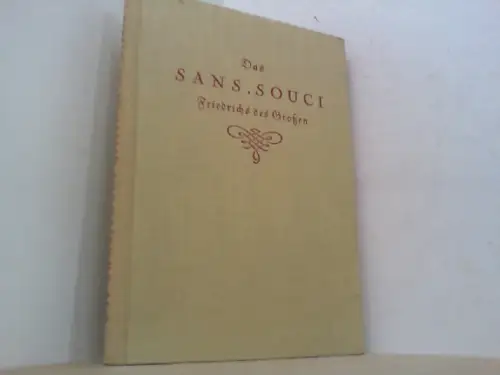 Das
SANS, SOUCI
Friedrichs des Großen